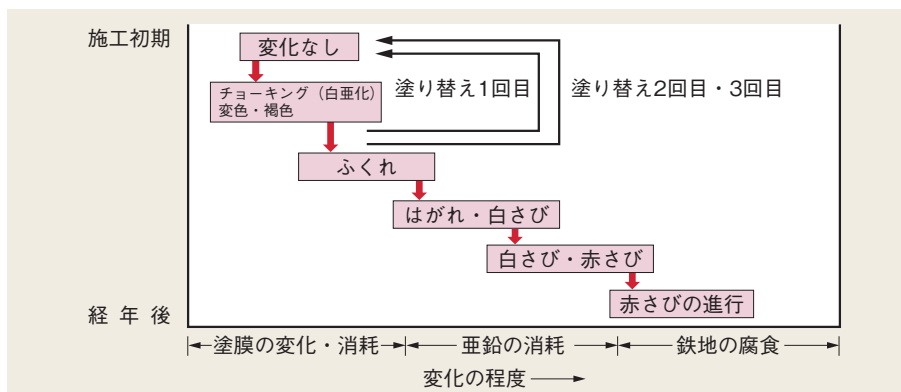 施工初期
変化なし
チョーキング（白亜化）
変色・褐色
塗り替え1回目
塗り替え2回目・3回目
ふくれ
はがれ・白さび
白さび・赤さび
赤さびの進行
経年後
塗膜の変化・消耗
亜鉛の消耗
鉄地の腐食
変化の程度